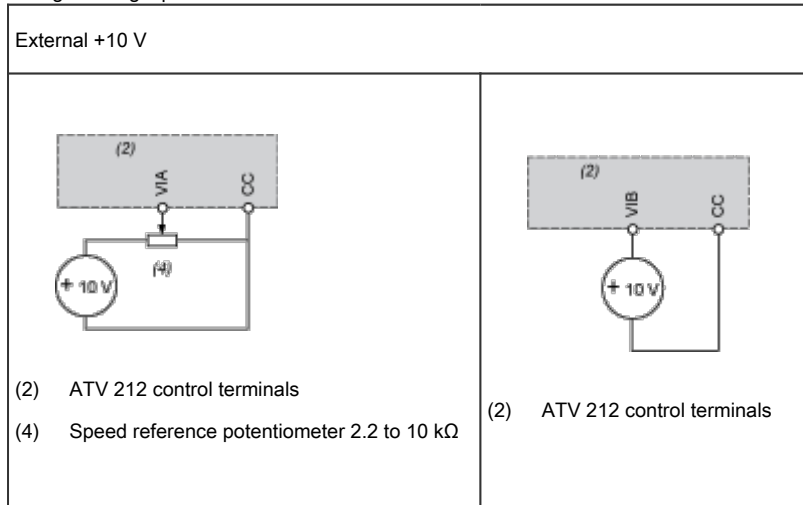 External +10 V
(2)
VIA
CC
(4)
+ 10 V
(2) ATV 212 control terminals
(4) Speed reference potentiometer 2.2 to 10 kΩ
(2)
VIB
CC
+ 10 V
(2) ATV 212 control terminals